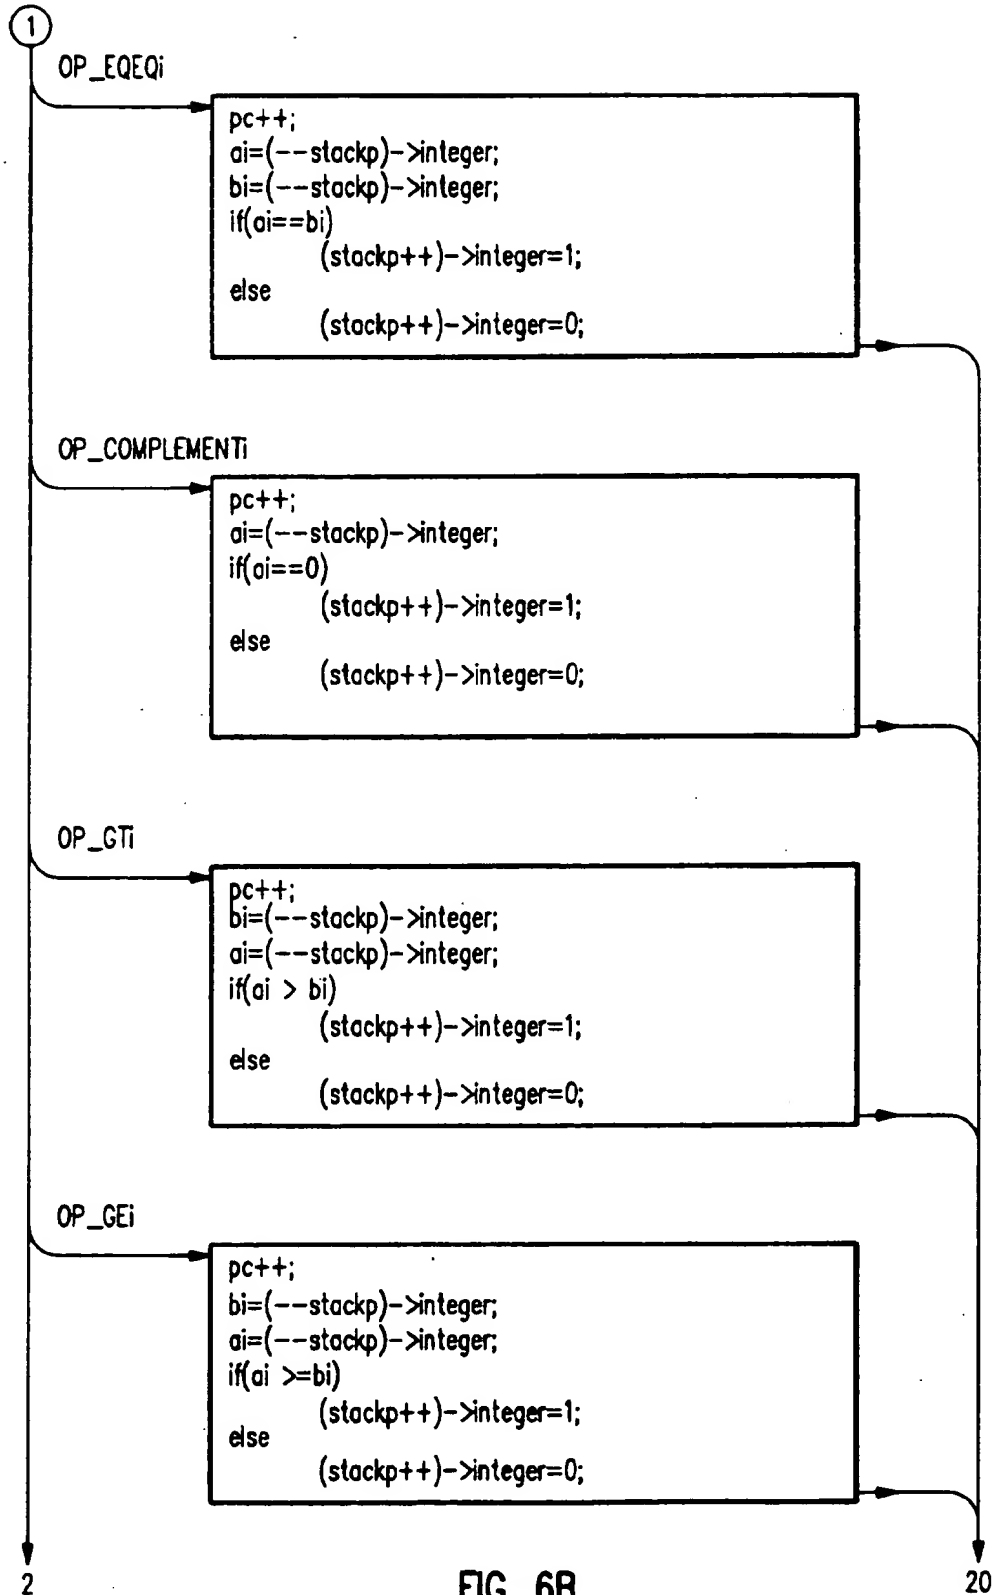 1
OP_EQEQi
pc++;
ai=(--stackp)->integer;
bi=(--stackp)->integer;
if(ai==bi)
(stackp++)->integer=1;
else
(stackp++)->integer=0;
OP_COMPLEMENTi
pc++;
ai=(--stackp)->integer;
if(ai==0)
(stackp++)->integer=1;
else
(stackp++)->integer=0;
OP_GTi
pc++;
bi=(--stackp)->integer;
ai=(--stackp)->integer;
if(ai > bi)
(stackp++)->integer=1;
else
(stackp++)->integer=0;
OP_GEi
pc++;
bi=(--stackp)->integer;
ai=(--stackp)->integer;
if(ai >=bi)
(stackp++)->integer=1;
else
(stackp++)->integer=0;
2
FIG. 6B
20